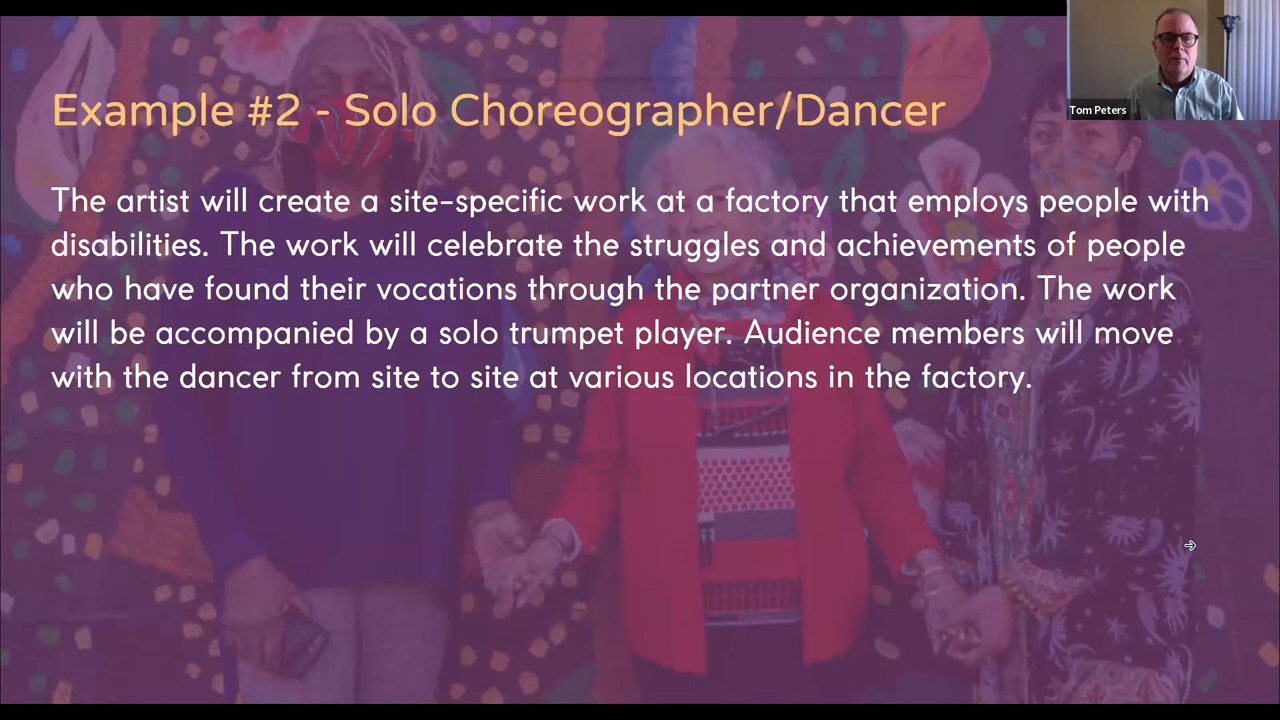 Example #2 - Solo Choreographer/Dancer
Tom Peters
The artist will create a site-specific work at a factory that employs people with
disabilities. The work will celebrate the struggles and achievements of people
who have found their vocations through the partner organization. The work
will be accompanied by a solo trumpet player. Audience members will move
with the dancer from site to site at various locations in the factory.